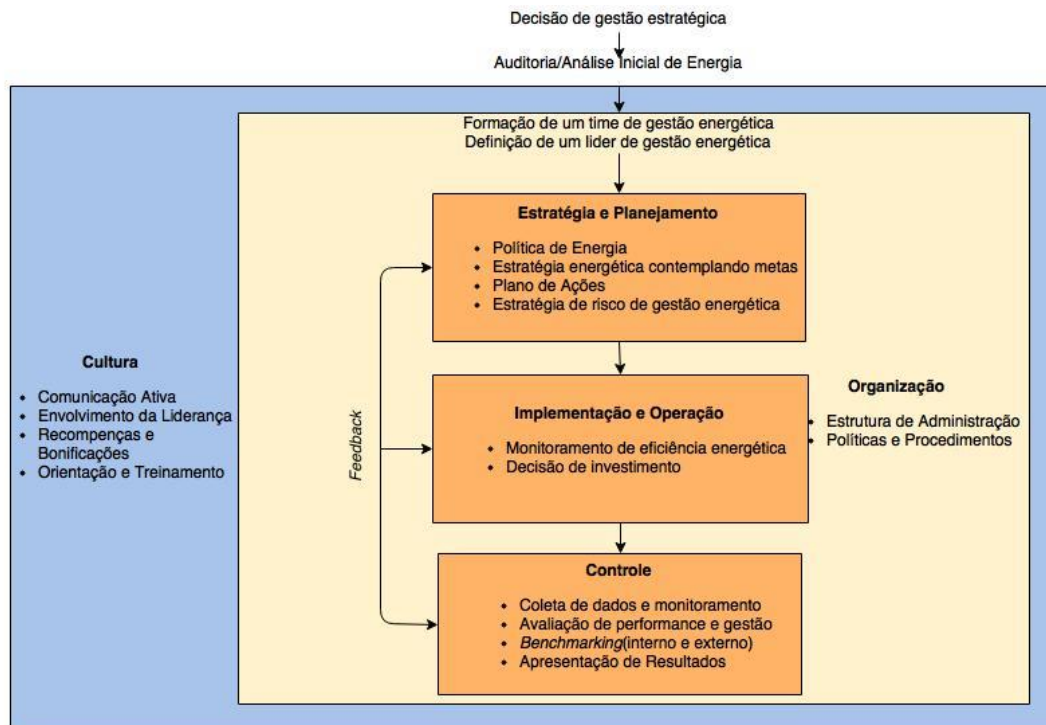 Decisão de gestão estratégica
Auditoria/Análise Inicial de Energia
Formação de um time de gestão energética
Definição de um lider de gestão energética
Estratégia e Planejamento
Política de Energia
Estratégia energética contemplando metas
Plano de Ações
Estratégia de risco de gestão energética
Cultura
Comunicação Ativa
Envolvimento da Liderança
Recompenças e
Bonificações
Orientação e Treinamento
Feedback
Implementação e Operação
Monitoramento de eficiência energética
Decisão de investimento
Organização
Estrutura de Administração
Políticas e Procedimentos
Controle
Coleta de dados e monitoramento
Avaliação de performance e gestão
Benchmarking(interno e externo)
Apresentação de Resultados